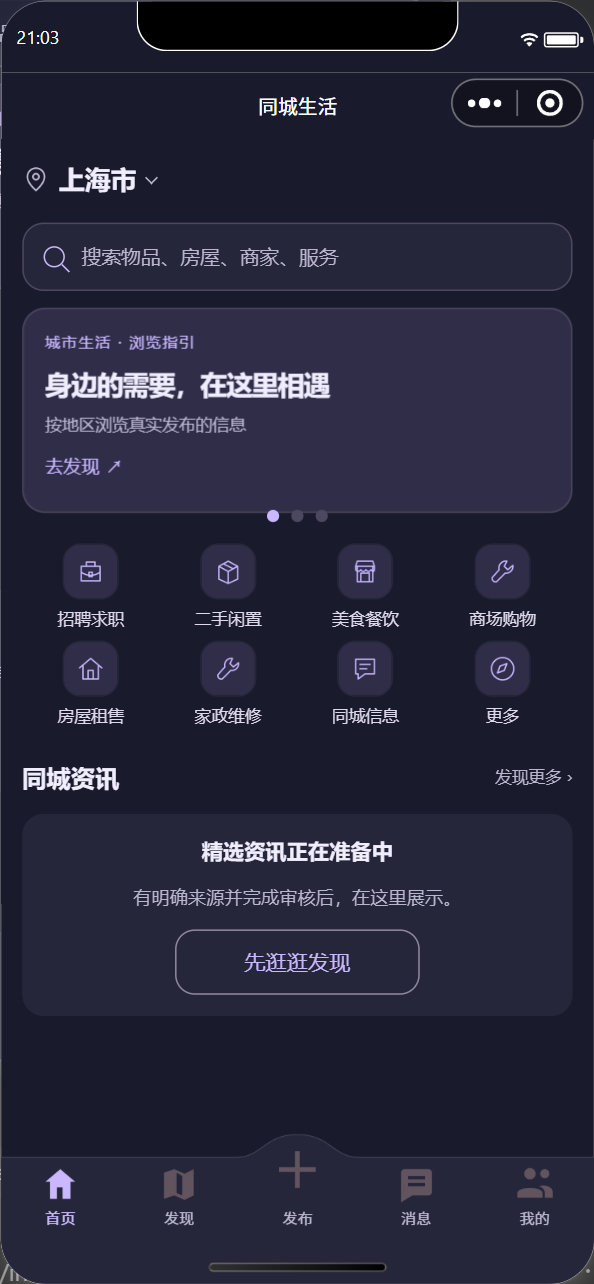 21:03
同城生活
上海市
搜索物品、房屋、商家、服务
城市生活 · 浏览指引
身边的需要，在这里相遇
按地区浏览真实发布的信息
去发现 ↗
招聘求职 二手闲置 美食餐饮 商场购物
房屋租售 家政维修 同城信息 更多
同城资讯 发现更多 ›
精选资讯正在准备中
有明确来源并完成审核后，在这里展示。
先逛逛发现
首页 发现 发布 消息 我的